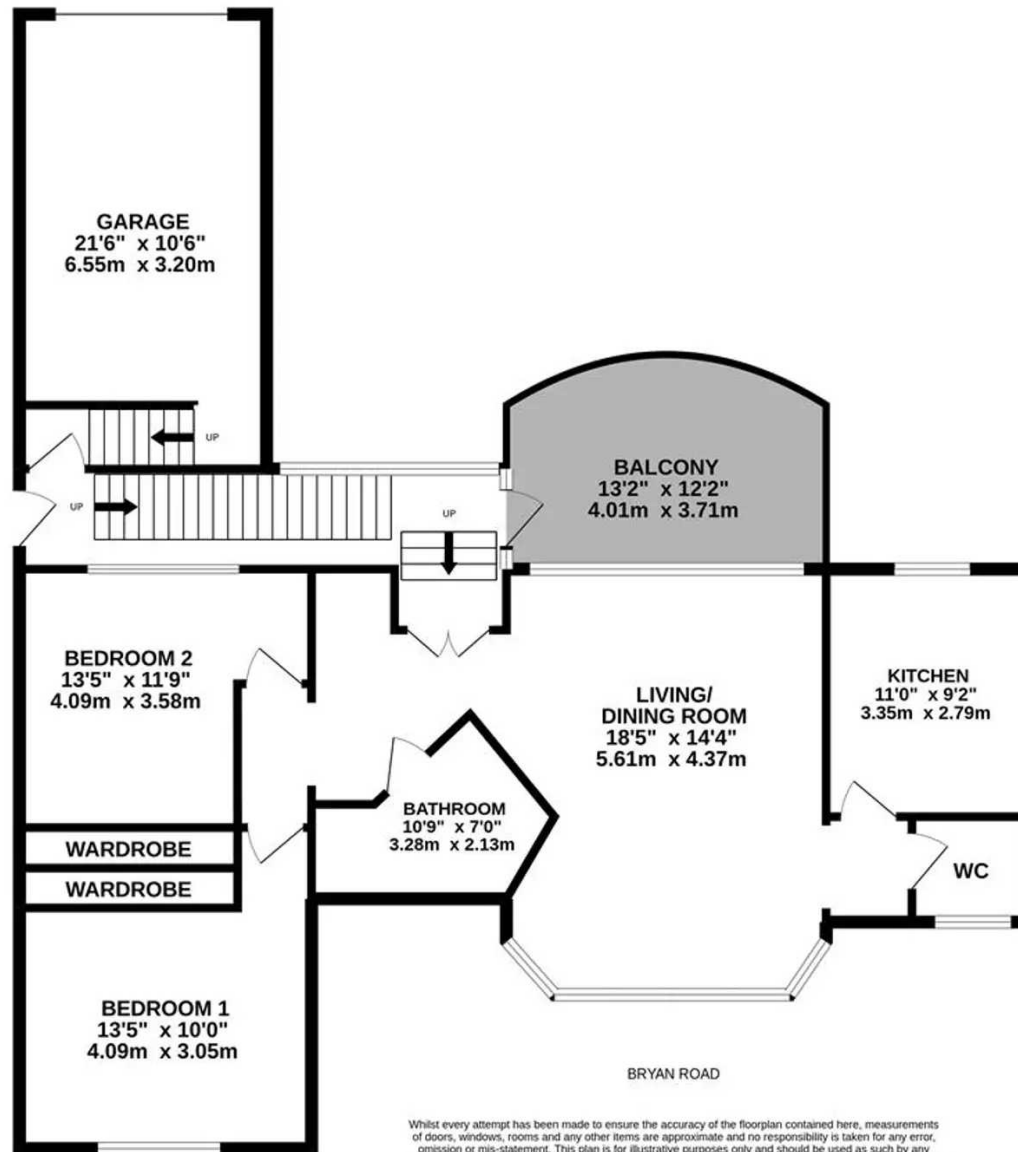 GARAGE
21'6" x 10'6"
6.55m x 3.20m
UP
UP
UP
BALCONY
13'2" x 12'2"
4.01m x 3.71m
BEDROOM 2
13'5" x 11'9"
4.09m x 3.58m
LIVING/
DINING ROOM
18'5" x 14'4"
5.61m x 4.37m
KITCHEN
11'0" x 9'2"
3.35m x 2.79m
BATHROOM
10'9" x 7'0"
3.28m x 2.13m
WARDROBE
WARDROBE
WC
BEDROOM 1
13'5" x 10'0"
4.09m x 3.05m
BRYAN ROAD
Whilst every attempt has been made to ensure the accuracy of the floorplan contained here, measurements
of doors, windows, rooms and any other items are approximate and no responsibility is taken for any error,
omission or mis-statement. This plan is for illustrative purposes only and should be used as such by any